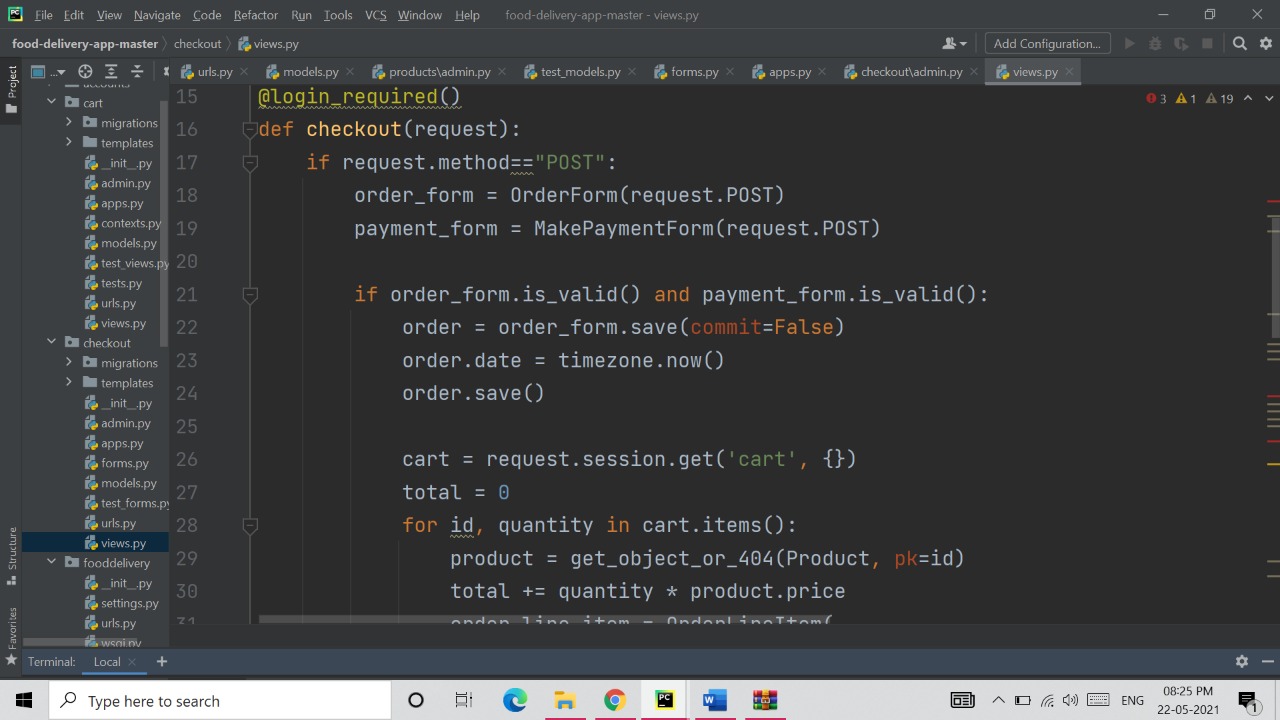 PC File Edit View Navigate Code Refactor Run Tools VCS Window Help food-delivery-app-master - views.py
food-delivery-app-master checkout views.py Add Configuration...
urls.py models.py products\admin.py test_models.py forms.py apps.py checkout\admin.py views.py
Project
Structure
Favorites
accounts
cart
migrations
templates
__init__.py
admin.py
apps.py
contexts.py
models.py
test_views.py
tests.py
urls.py
views.py
checkout
migrations
templates
__init__.py
admin.py
apps.py
forms.py
models.py
test_forms.py
urls.py
views.py
fooddelivery
__init__.py
settings.py
urls.py
wsgi.py
3 1 19
15 @login_required()
16 def checkout(request):
17 if request.method=="POST":
18 order_form = OrderForm(request.POST)
19 payment_form = MakePaymentForm(request.POST)
20
21 if order_form.is_valid() and payment_form.is_valid():
22 order = order_form.save(commit=False)
23 order.date = timezone.now()
24 order.save()
25
26 cart = request.session.get('cart', {})
27 total = 0
28 for id, quantity in cart.items():
29 product = get_object_or_404(Product, pk=id)
30 total += quantity * product.price
31 order_line_item = OrderLineItem(
Terminal: Local +
Type here to search
PC
W
ENG
08:25 PM
22-05-2021
1